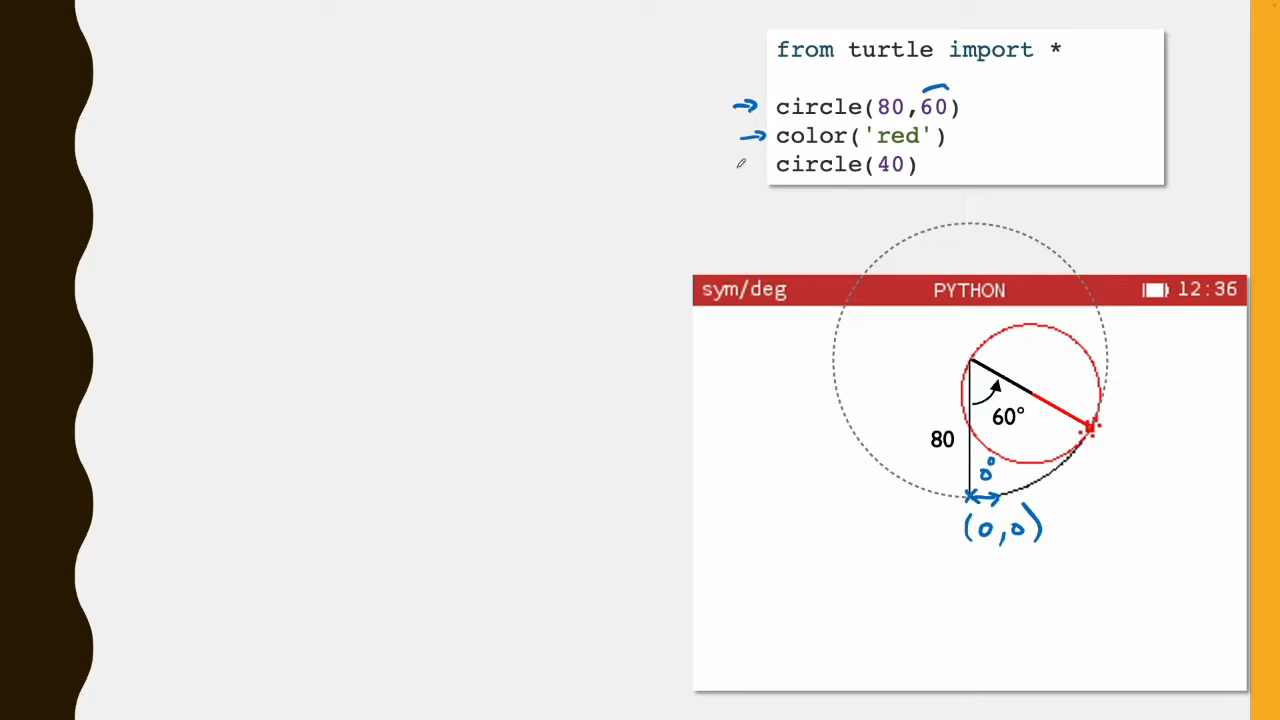 from turtle import *
circle(80,60)
color('red')
circle(40)
sym/deg PYTHON 12:36
60°
80
0°
(0,0)